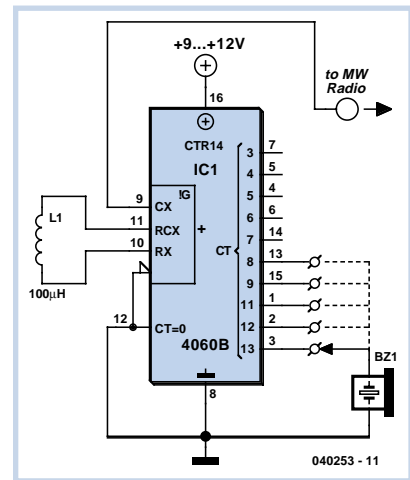 +9...+12V
to MW
Radio
16
CTR14
IC1
3 7
4 5
5 4
6 6
7 14
8 13
9 15
11 1
12 2
13 3
CT
!G
9 CX
11 RCX
10 RX
+
L1
100µH
12 CT=0
4060B
8
BZ1
040253 - 11